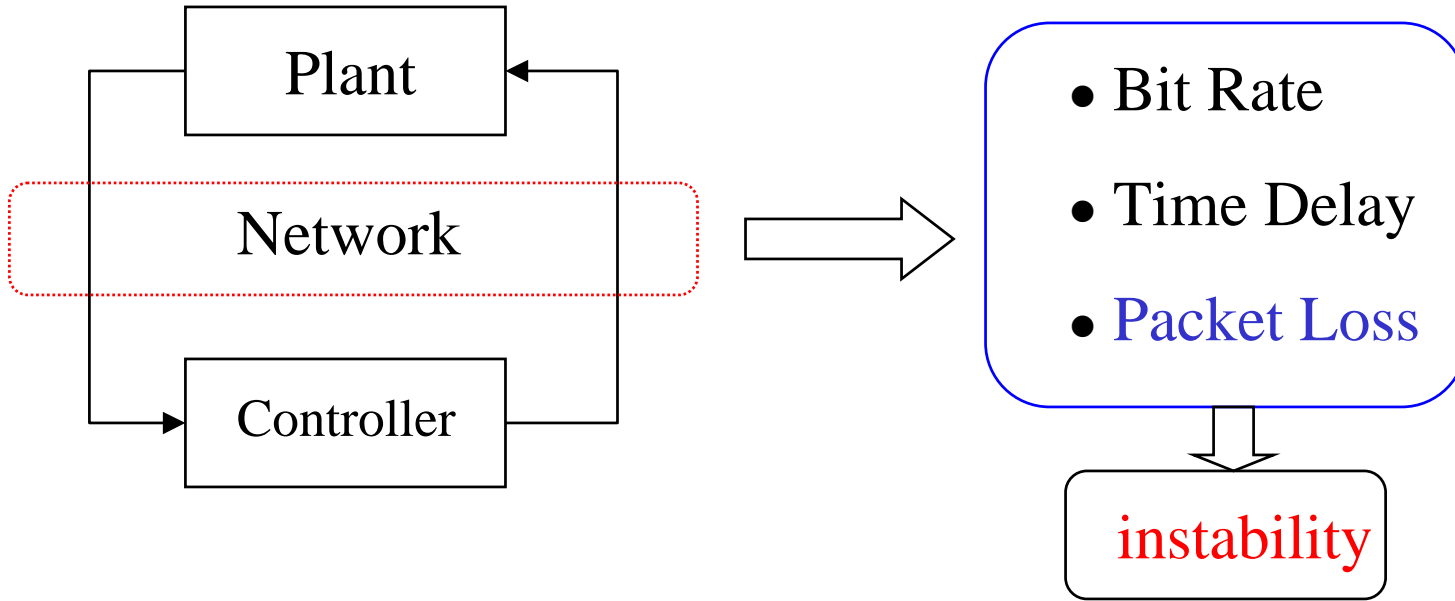 Plant
Network
Controller
• Bit Rate
• Time Delay
• Packet Loss
instability